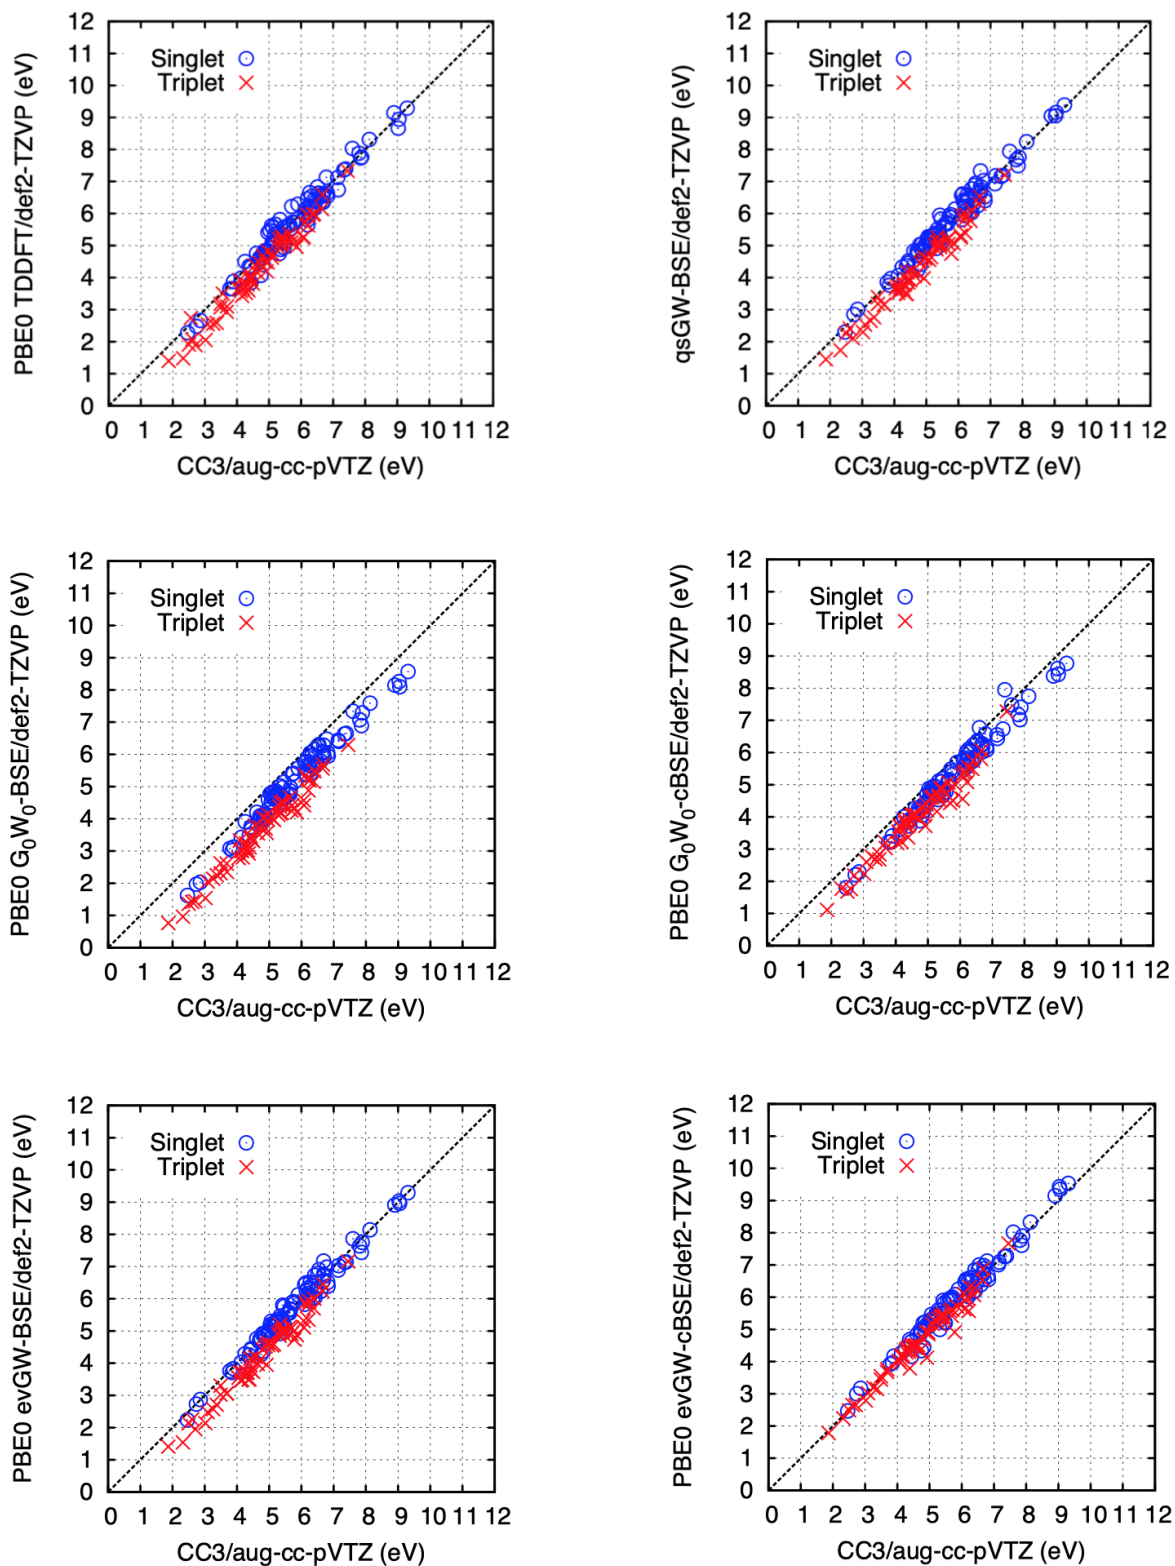 12
11
10
9
8
7
6
5
4
3
2
1
0
PBE0 TDDFT/def2-TZVP (eV)
Singlet
Triplet
0 1 2 3 4 5 6 7 8 9 10 11 12
CC3/aug-cc-pVTZ (eV)
12
11
10
9
8
7
6
5
4
3
2
1
0
qsGW-BSE/def2-TZVP (eV)
Singlet
Triplet
0 1 2 3 4 5 6 7 8 9 10 11 12
CC3/aug-cc-pVTZ (eV)
12
11
10
9
8
7
6
5
4
3
2
1
0
PBE0 G₀W₀-BSE/def2-TZVP (eV)
Singlet
Triplet
0 1 2 3 4 5 6 7 8 9 10 11 12
CC3/aug-cc-pVTZ (eV)
12
11
10
9
8
7
6
5
4
3
2
1
0
PBE0 G₀W₀-cBSE/def2-TZVP (eV)
Singlet
Triplet
0 1 2 3 4 5 6 7 8 9 10 11 12
CC3/aug-cc-pVTZ (eV)
12
11
10
9
8
7
6
5
4
3
2
1
0
PBE0 evGW-BSE/def2-TZVP (eV)
Singlet
Triplet
0 1 2 3 4 5 6 7 8 9 10 11 12
CC3/aug-cc-pVTZ (eV)
12
11
10
9
8
7
6
5
4
3
2
1
0
PBE0 evGW-cBSE/def2-TZVP (eV)
Singlet
Triplet
0 1 2 3 4 5 6 7 8 9 10 11 12
CC3/aug-cc-pVTZ (eV)